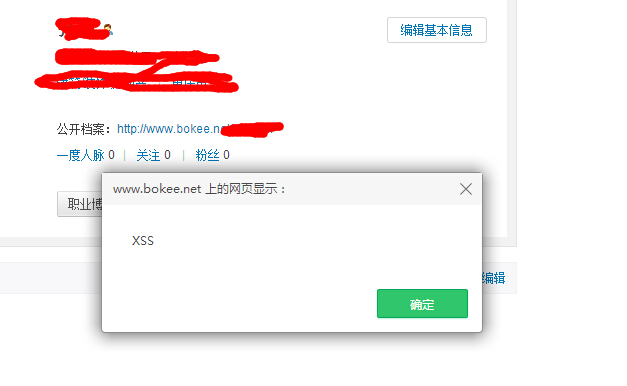 编辑基本信息
公开档案：http://www.bokee.net
一度人脉 0 | 关注 0 | 粉丝 0
职业博
www.bokee.net 上的网页显示：
XSS
编辑
确定